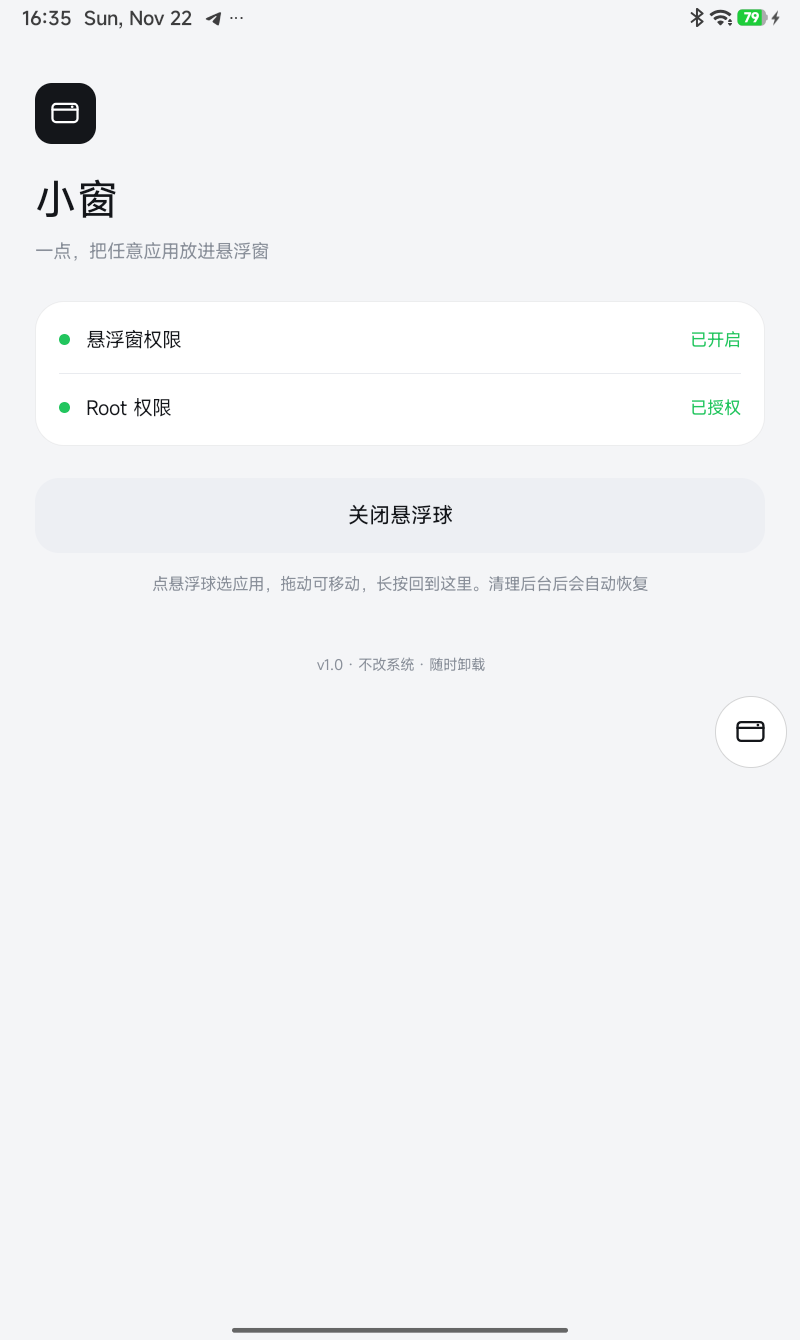 16:35 Sun, Nov 22 ···
79
小窗
一点，把任意应用放进悬浮窗
悬浮窗权限 已开启
Root 权限 已授权
关闭悬浮球
点悬浮球选应用，拖动可移动，长按回到这里。清理后台后会自动恢复
v1.0 · 不改系统 · 随时卸载